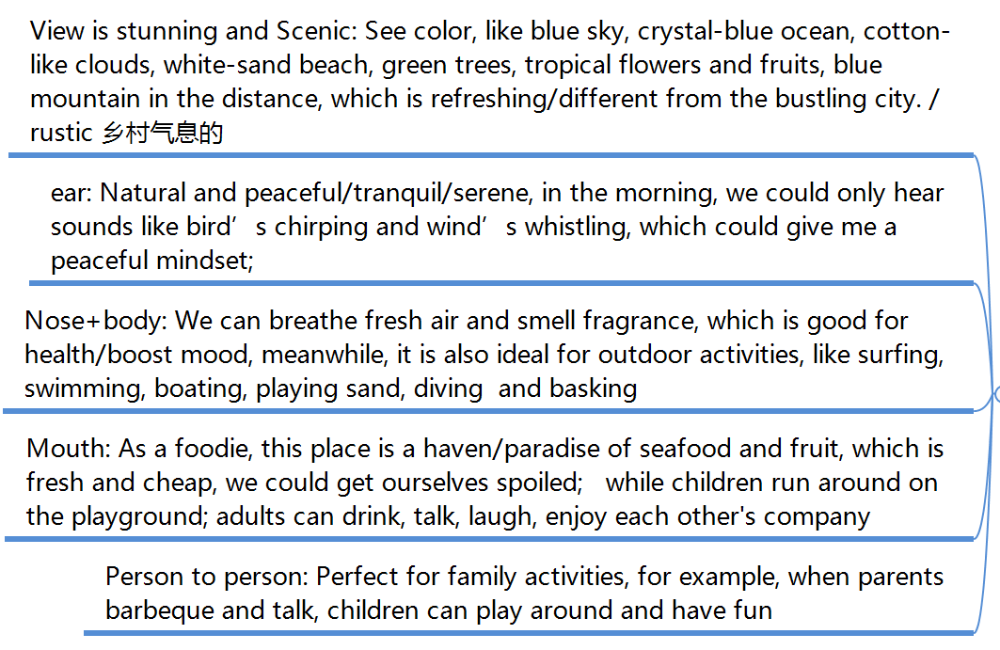 View is stunning and Scenic: See color, like blue sky, crystal-blue ocean, cotton-
like clouds, white-sand beach, green trees, tropical flowers and fruits, blue
mountain in the distance, which is refreshing/different from the bustling city. /
rustic 乡村气息的
ear: Natural and peaceful/tranquil/serene, in the morning, we could only hear
sounds like bird’s chirping and wind’s whistling, which could give me a
peaceful mindset;
Nose+body: We can breathe fresh air and smell fragrance, which is good for
health/boost mood, meanwhile, it is also ideal for outdoor activities, like surfing,
swimming, boating, playing sand, diving  and basking
Mouth: As a foodie, this place is a haven/paradise of seafood and fruit, which is
fresh and cheap, we could get ourselves spoiled;   while children run around on
the playground; adults can drink, talk, laugh, enjoy each other's company
Person to person: Perfect for family activities, for example, when parents
barbeque and talk, children can play around and have fun